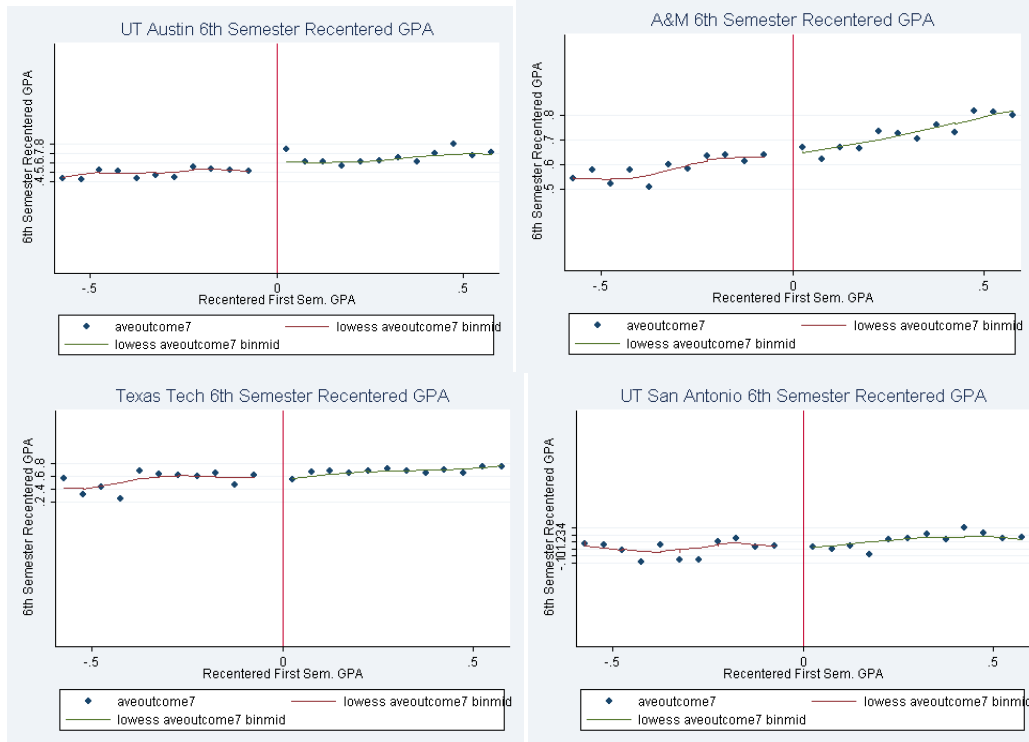 UT Austin 6th Semester Recentered GPA
6th Semester Recentered GPA
.4.5.6.7.8
-.5 0 .5
Recentered First Sem. GPA
aveoutcome7 lowess aveoutcome7 binmid
lowess aveoutcome7 binmid
A&M 6th Semester Recentered GPA
6th Semester Recentered GPA
.5 .6 .7 .8
-.5 0 .5
Recentered First Sem. GPA
aveoutcome7 lowess aveoutcome7 binmid
lowess aveoutcome7 binmid
Texas Tech 6th Semester Recentered GPA
6th Semester Recentered GPA
.2.4.6.8
-.5 0 .5
Recentered First Sem. GPA
aveoutcome7 lowess aveoutcome7 binmid
lowess aveoutcome7 binmid
UT San Antonio 6th Semester Recentered GPA
6th Semester Recentered GPA
-.5 0 .5
Recentered First Sem. GPA
aveoutcome7 lowess aveoutcome7 binmid
lowess aveoutcome7 binmid